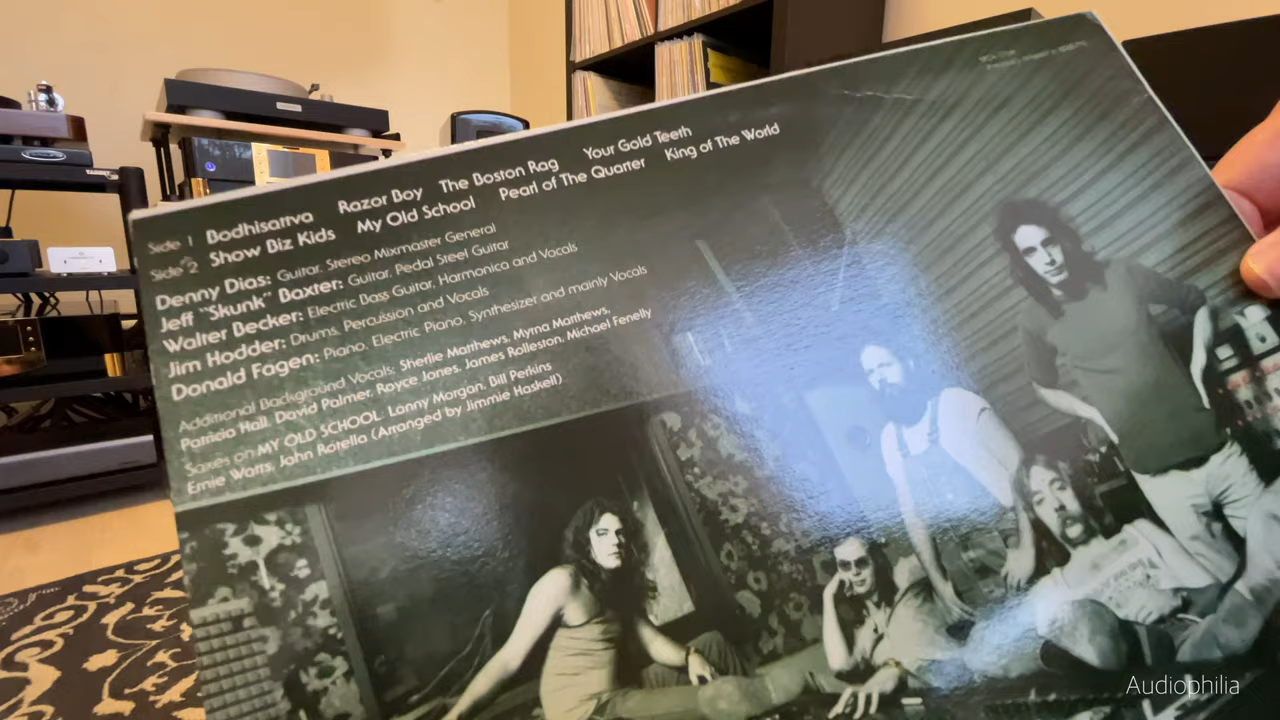 Side 1 Bodhisattva Razor Boy The Boston Rag Your Gold Teeth
Side 2 Show Biz Kids My Old School Pearl of The Quarter King of The World
Denny Dias: Guitar, Stereo Mixmaster General
Jeff "Skunk" Baxter: Guitar, Pedal Steel Guitar
Walter Becker: Electric Bass Guitar, Harmonica and Vocals
Jim Hodder: Drums, Percussion and Vocals
Donald Fagen: Piano, Electric Piano, Synthesizer and mainly Vocals
Additional Background Vocals: Sherlie Matthews, Myrna Matthews,
Patricia Hall, David Palmer, Royce Jones, James Rolleston, Michael Fenelly
Saxes on MY OLD SCHOOL: Lanny Morgan, Bill Perkins
Ernie Watts, John Rotella (Arranged by Jimmie Haskell)
Audiophilia